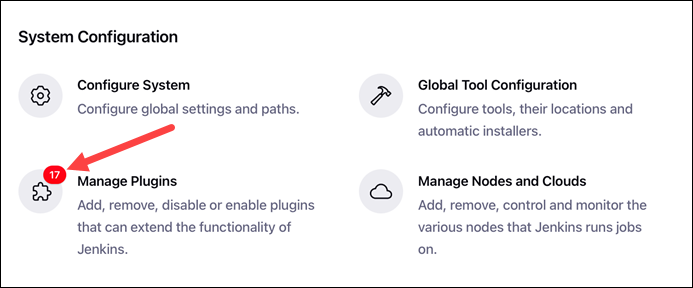 System Configuration
Configure System
Configure global settings and paths.
Global Tool Configuration
Configure tools, their locations and
automatic installers.
17
Manage Plugins
Add, remove, disable or enable plugins
that can extend the functionality of
Jenkins.
Manage Nodes and Clouds
Add, remove, control and monitor the
various nodes that Jenkins runs jobs
on.